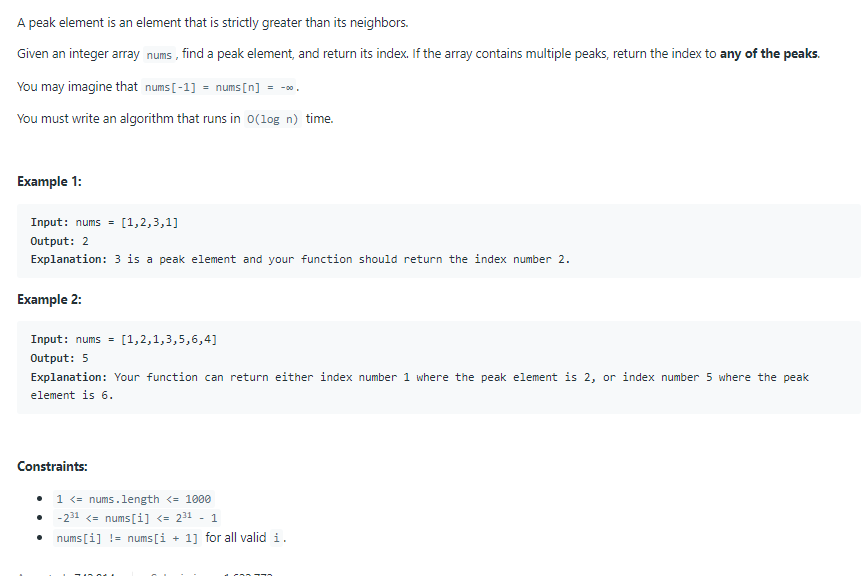 A peak element is an element that is strictly greater than its neighbors.
Given an integer array nums , find a peak element, and return its index. If the array contains multiple peaks, return the index to any of the peaks.
You may imagine that nums[-1] = nums[n] = -∞ .
You must write an algorithm that runs in O(log n) time.
Example 1:
Input: nums = [1,2,3,1]
Output: 2
Explanation: 3 is a peak element and your function should return the index number 2.
Example 2:
Input: nums = [1,2,1,3,5,6,4]
Output: 5
Explanation: Your function can return either index number 1 where the peak element is 2, or index number 5 where the peak
element is 6.
Constraints:
• 1 <= nums.length <= 1000
• -2³¹ <= nums[i] <= 2³¹ - 1
• nums[i] != nums[i + 1] for all valid i .